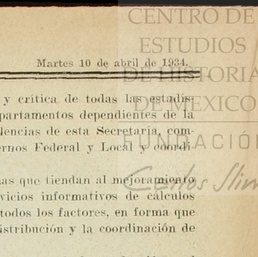 CENTRO DE
ESTUDIOS
DE HISTORIA
DE MEXICO
FUNDACIÓN
Carlos Slim
Martes 10 de abril de 1934.
y crítica de todas las estadís-
partamentos dependientes de la
dencias de esta Secretaría, com-
ernos Federal y Local y coordi-
as que tiendan al mejoramiento
vicios informativos de cálculos
todos los factores, en forma que
istribución y la coordinación de